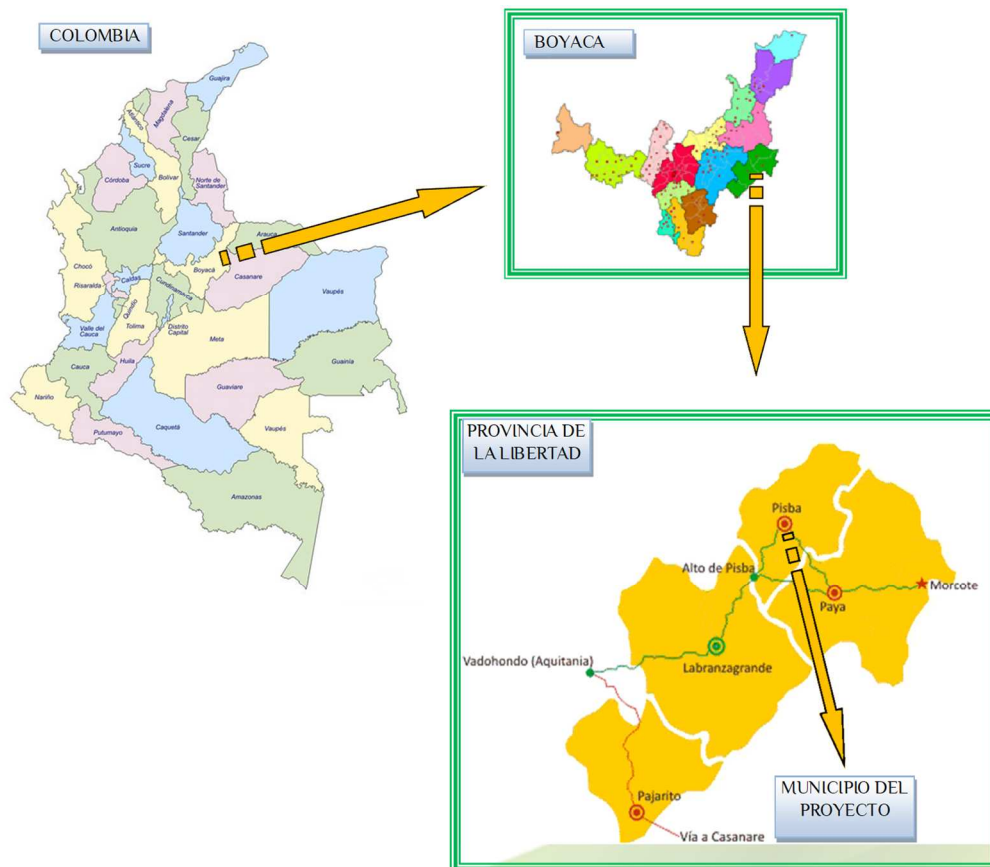 COLOMBIA
Guajira
Magdalena
Atlántico
Cesar
Sucre
Córdoba
Bolívar
Norte de
Santander
Antioquia
Santander
Arauca
Boyacá
Casanare
Chocó
Risaralda
Caldas
Cundinamarca
Vaupés
Quindío
Tolima
Distrito
Capital
Valle del
Cauca
Meta
Huila
Cauca
Guainía
Guaviare
Nariño
Caquetá
Vaupés
Putumayo
Amazonas
BOYACA
PROVINCIA DE
LA LIBERTAD
Pisba
Alto de Pisba
Morcote
Paya
Vadohondo (Aquitania)
Labranzagrande
Pajarito
Vía a Casanare
MUNICIPIO DEL
PROYECTO